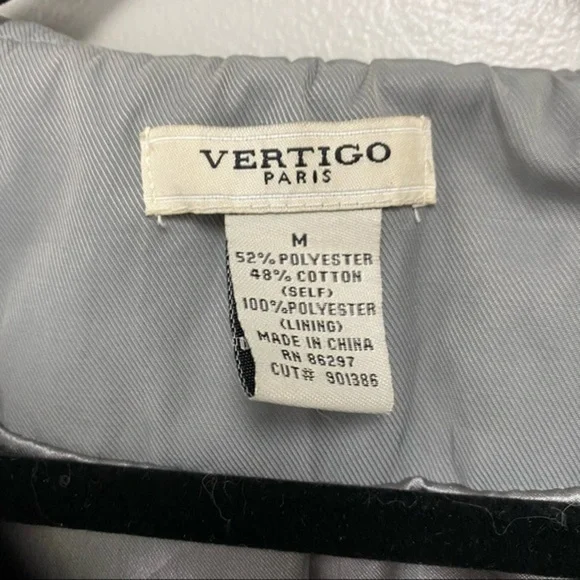 VERTIGO
PARIS
M
52% POLYESTER
48% COTTON
(SELF)
100%POLYESTER
(LINING)
MADE IN CHINA
RN 86297
CUT# 901386